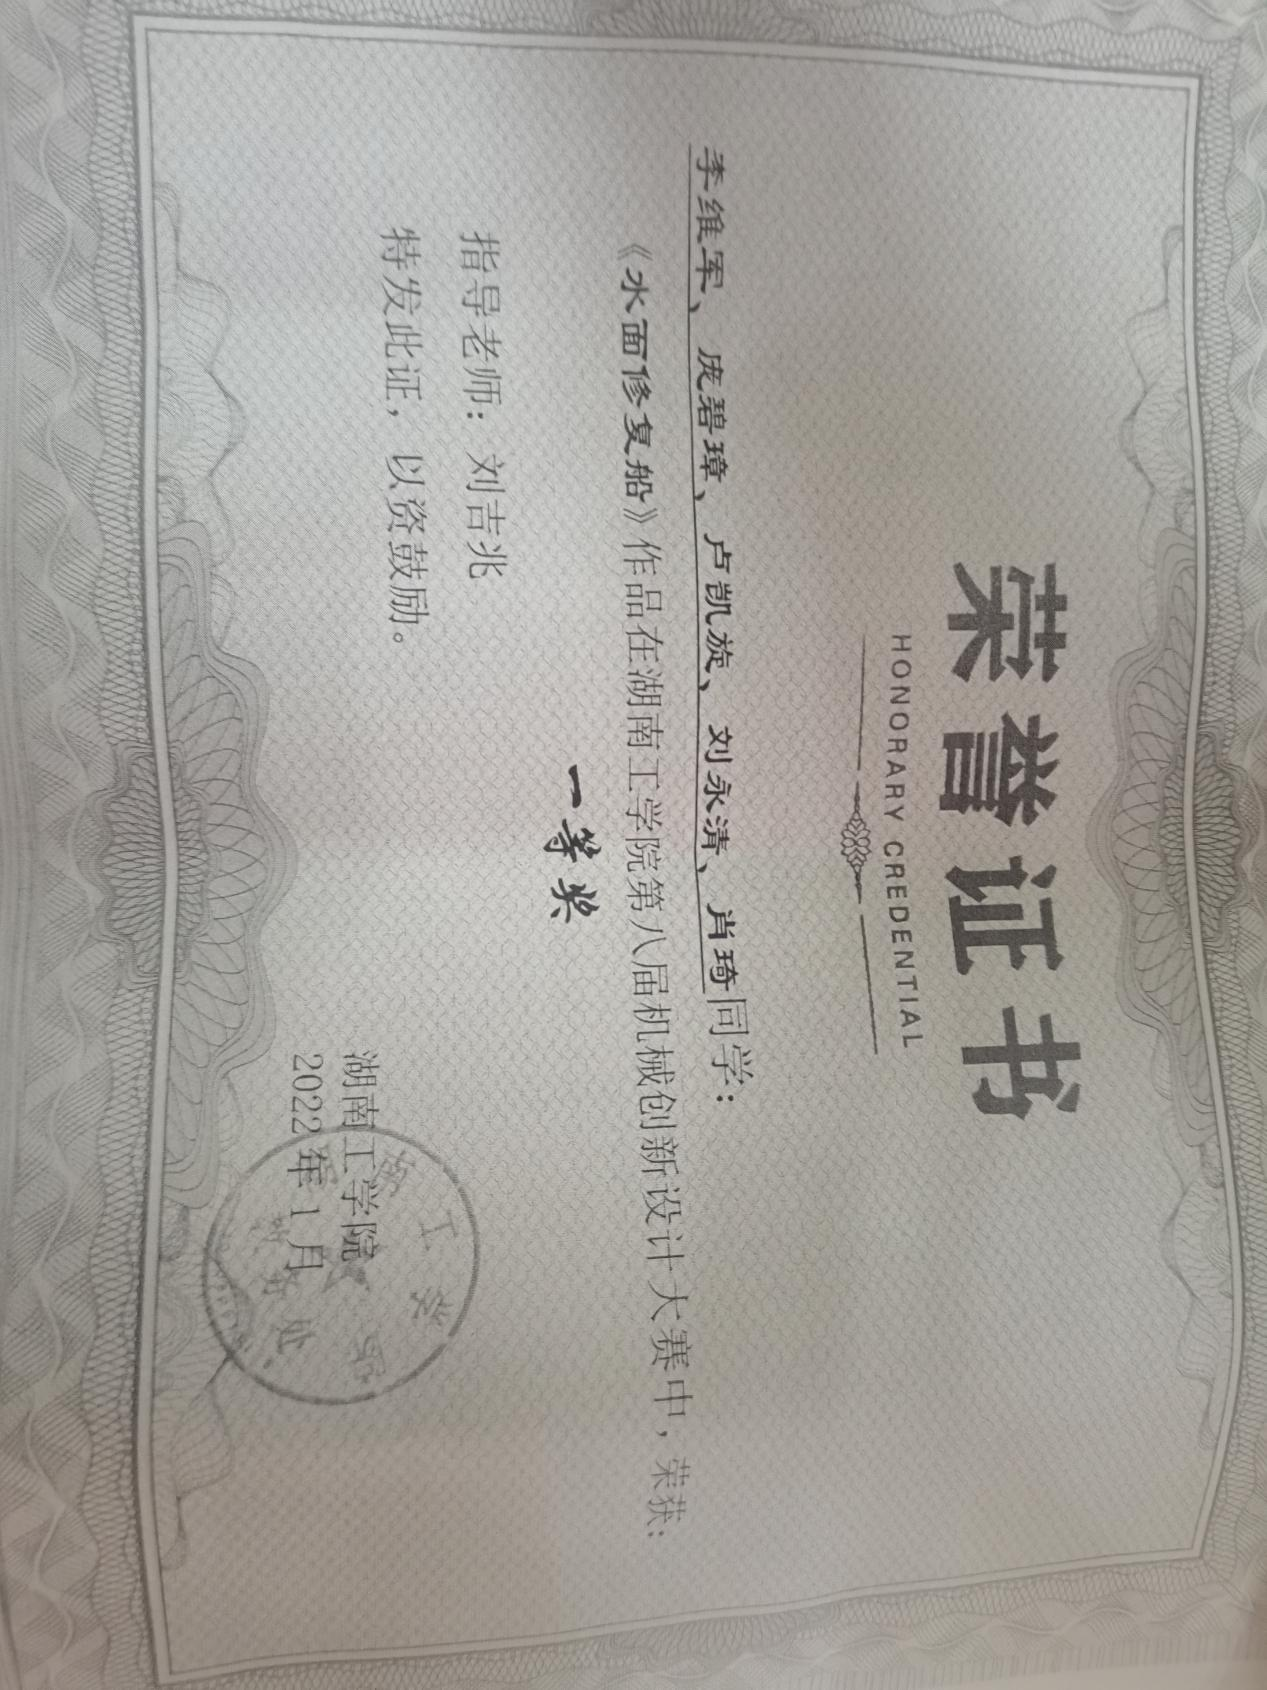 荣誉证书
HONORARY CREDENTIAL
李维军、庞碧璋、卢凯旋、刘永清、肖琦同学：
《水面修复船》作品在湖南工学院第八届机械创新设计大赛中，荣获：
一等奖
指导老师：刘吉兆
特发此证，以资鼓励。
湖南工学院
2022年1月